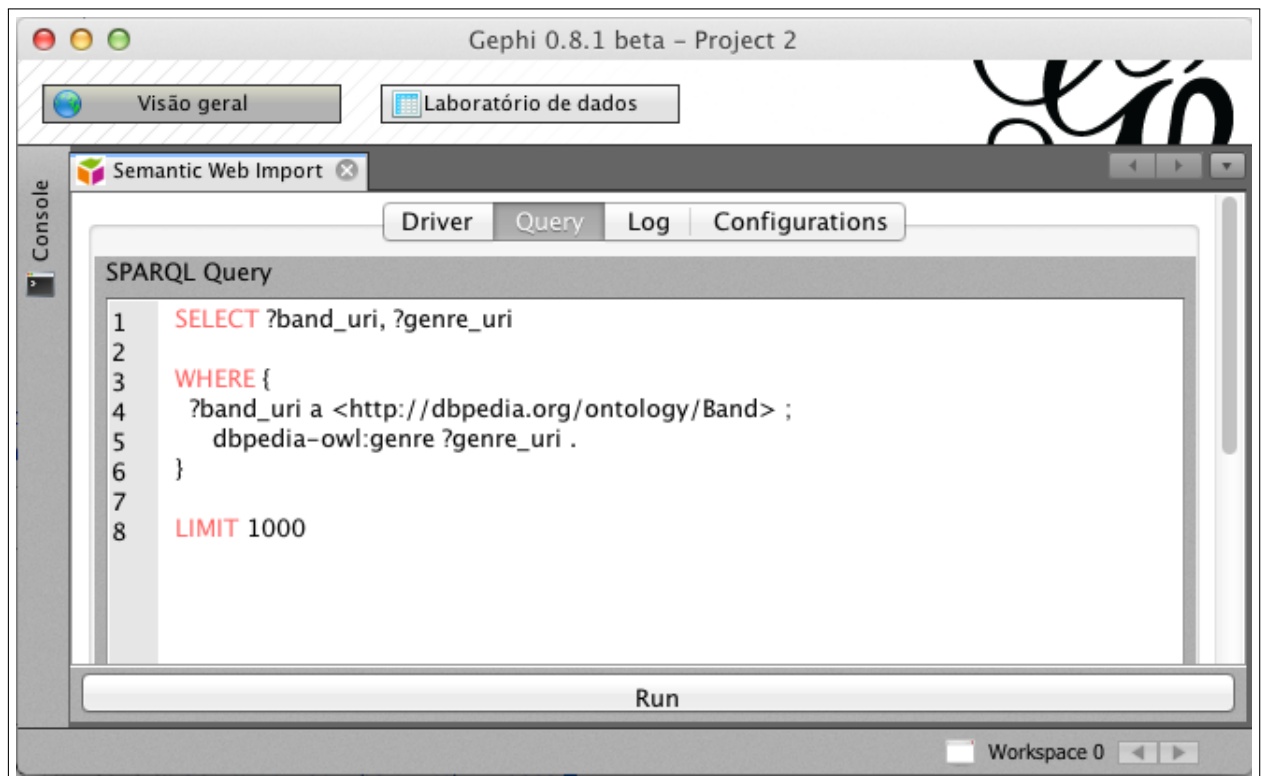 Gephi 0.8.1 beta – Project 2
Visão geral
Laboratório de dados
Console
Semantic Web Import
Driver Query Log Configurations
SPARQL Query
1 SELECT ?band_uri, ?genre_uri
2
3 WHERE {
4 ?band_uri a <http://dbpedia.org/ontology/Band> ;
5 dbpedia-owl:genre ?genre_uri .
6 }
7
8 LIMIT 1000
Run
Workspace 0